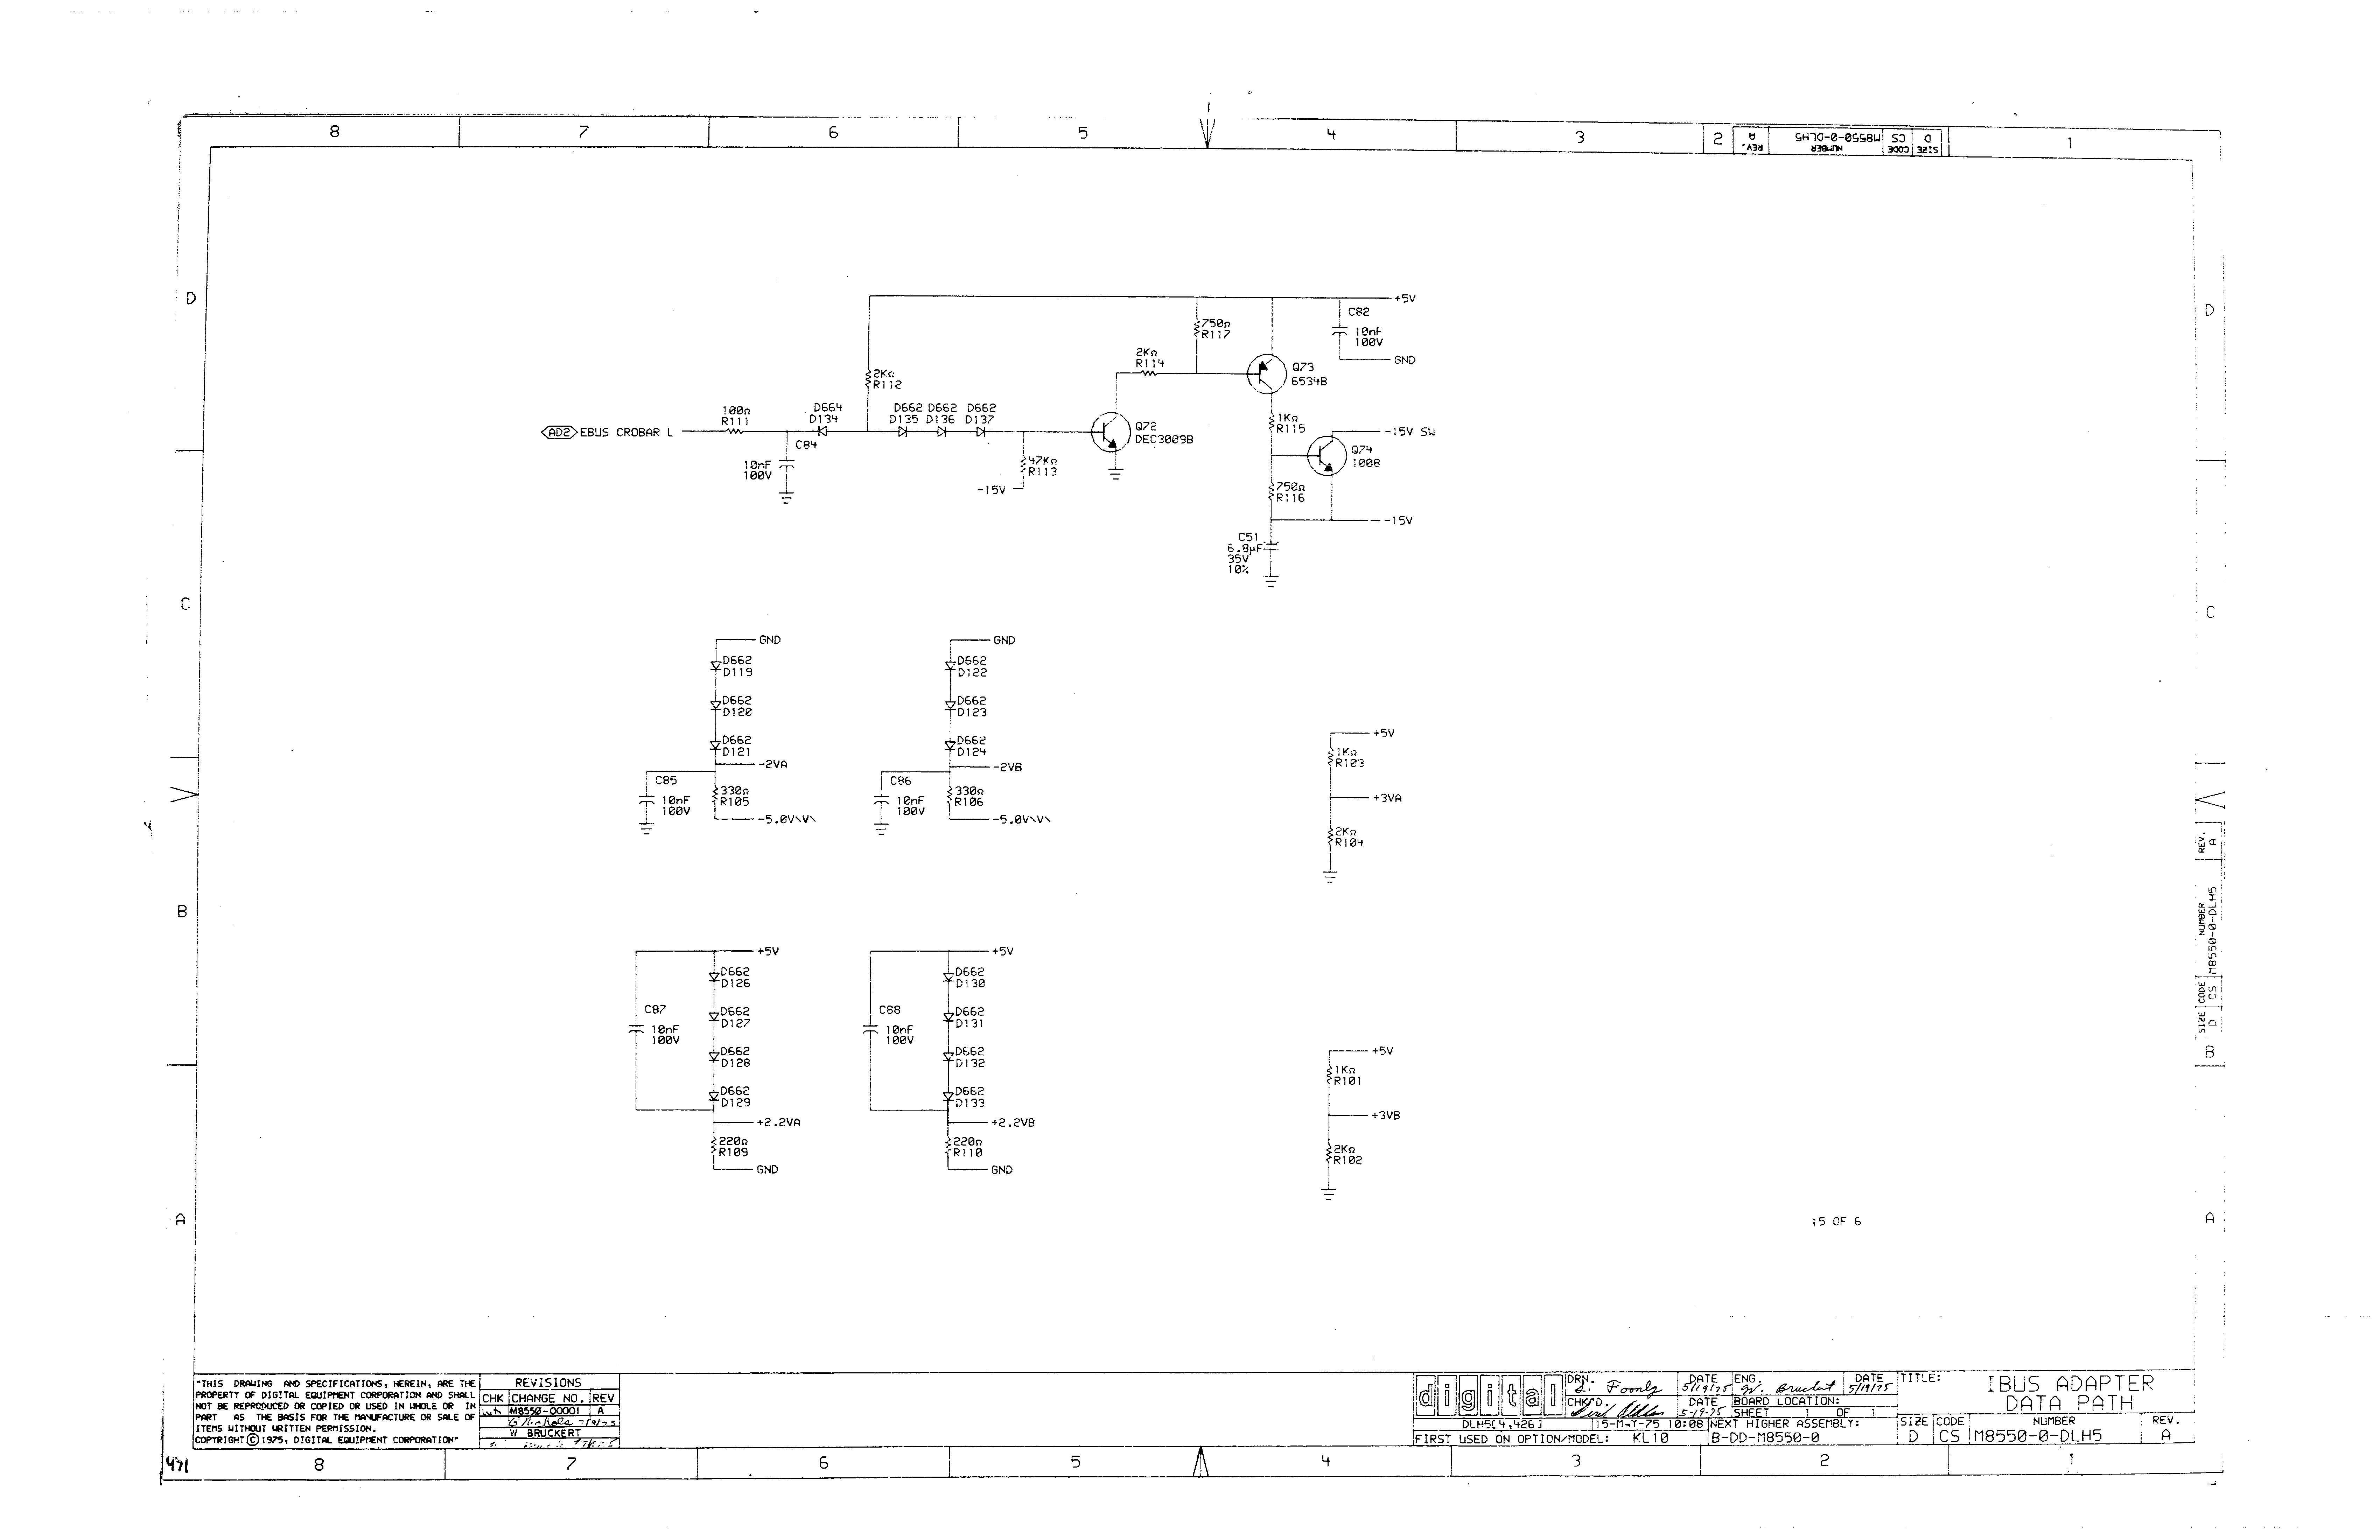 8 7 6 5 4 3 2 1
REV. A
NUMBER M8550-0-DLH5
CODE CS
SIZE D
D
D
+5V
C82
10nF
100V
GND
750Ω
R117
2KΩ
R114
Q73
6534B
2KΩ
R112
100Ω
R111
D664
D134
D662 D662 D662
D135 D136 D137
AD2 EBUS CROBAR L
C84
10nF
100V
47KΩ
R113
-15V
Q72
DEC3009B
1KΩ
R115
-15V SW
Q74
1008
750Ω
R116
-15V
C51
6.8µF
35V
10%
C
C
GND
D662
D119
D662
D120
D662
D121
-2VA
C85
10nF
100V
330Ω
R105
-5.0V\V\
GND
D662
D122
D662
D123
D662
D124
-2VB
C86
10nF
100V
330Ω
R106
-5.0V\V\
+5V
1KΩ
R103
+3VA
2KΩ
R104
B
B
REV. A
NUMBER M8550-0-DLH5
CODE CS
SIZE D
+5V
D662
D126
D662
D127
D662
D128
D662
D129
C87
10nF
100V
+2.2VA
220Ω
R109
GND
+5V
D662
D130
D662
D131
D662
D132
D662
D133
C88
10nF
100V
+2.2VB
220Ω
R110
GND
+5V
1KΩ
R101
+3VB
2KΩ
R102
A
A
;5 OF 6
"THIS DRAWING AND SPECIFICATIONS, HEREIN, ARE THE
PROPERTY OF DIGITAL EQUIPMENT CORPORATION AND SHALL
NOT BE REPRODUCED OR COPIED OR USED IN WHOLE OR IN
PART AS THE BASIS FOR THE MANUFACTURE OR SALE OF
ITEMS WITHOUT WRITTEN PERMISSION.
COPYRIGHT © 1975, DIGITAL EQUIPMENT CORPORATION"
REVISIONS
CHK CHANGE NO. REV
M8550-00001 A
W BRUCKERT
digital
DRN. Foonly
DATE 5/19/75
ENG. W. Bruckert
DATE 5/19/75
CHK'D.
DATE 5-19-75
BOARD LOCATION:
SHEET 1 OF 1
DLH5[4,426]
15-M-Y-75 10:08
NEXT HIGHER ASSEMBLY:
FIRST USED ON OPTION/MODEL: KL10
B-DD-M8550-0
TITLE:
IBUS ADAPTER
DATA PATH
SIZE CODE NUMBER REV.
D CS M8550-0-DLH5 A
471
8 7 6 5 4 3 2 1